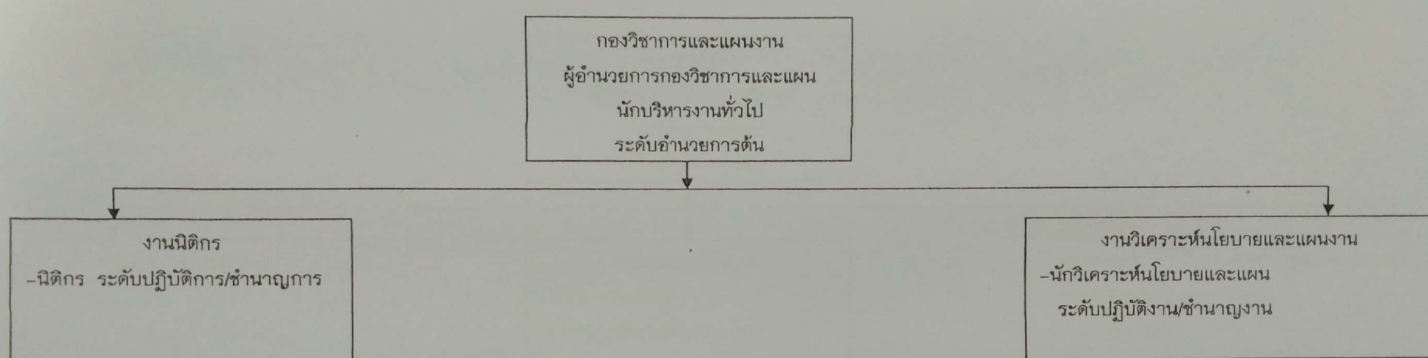 กองวิชาการและแผนงาน
ผู้อำนวยการกองวิชาการและแผน
นักบริหารงานทั่วไป
ระดับอำนวยการต้น
งานนิติกร
-นิติกร ระดับปฏิบัติการ/ชำนาญการ
งานวิเคราะห์นโยบายและแผนงาน
-นักวิเคราะห์นโยบายและแผน
ระดับปฏิบัติงาน/ชำนาญงาน